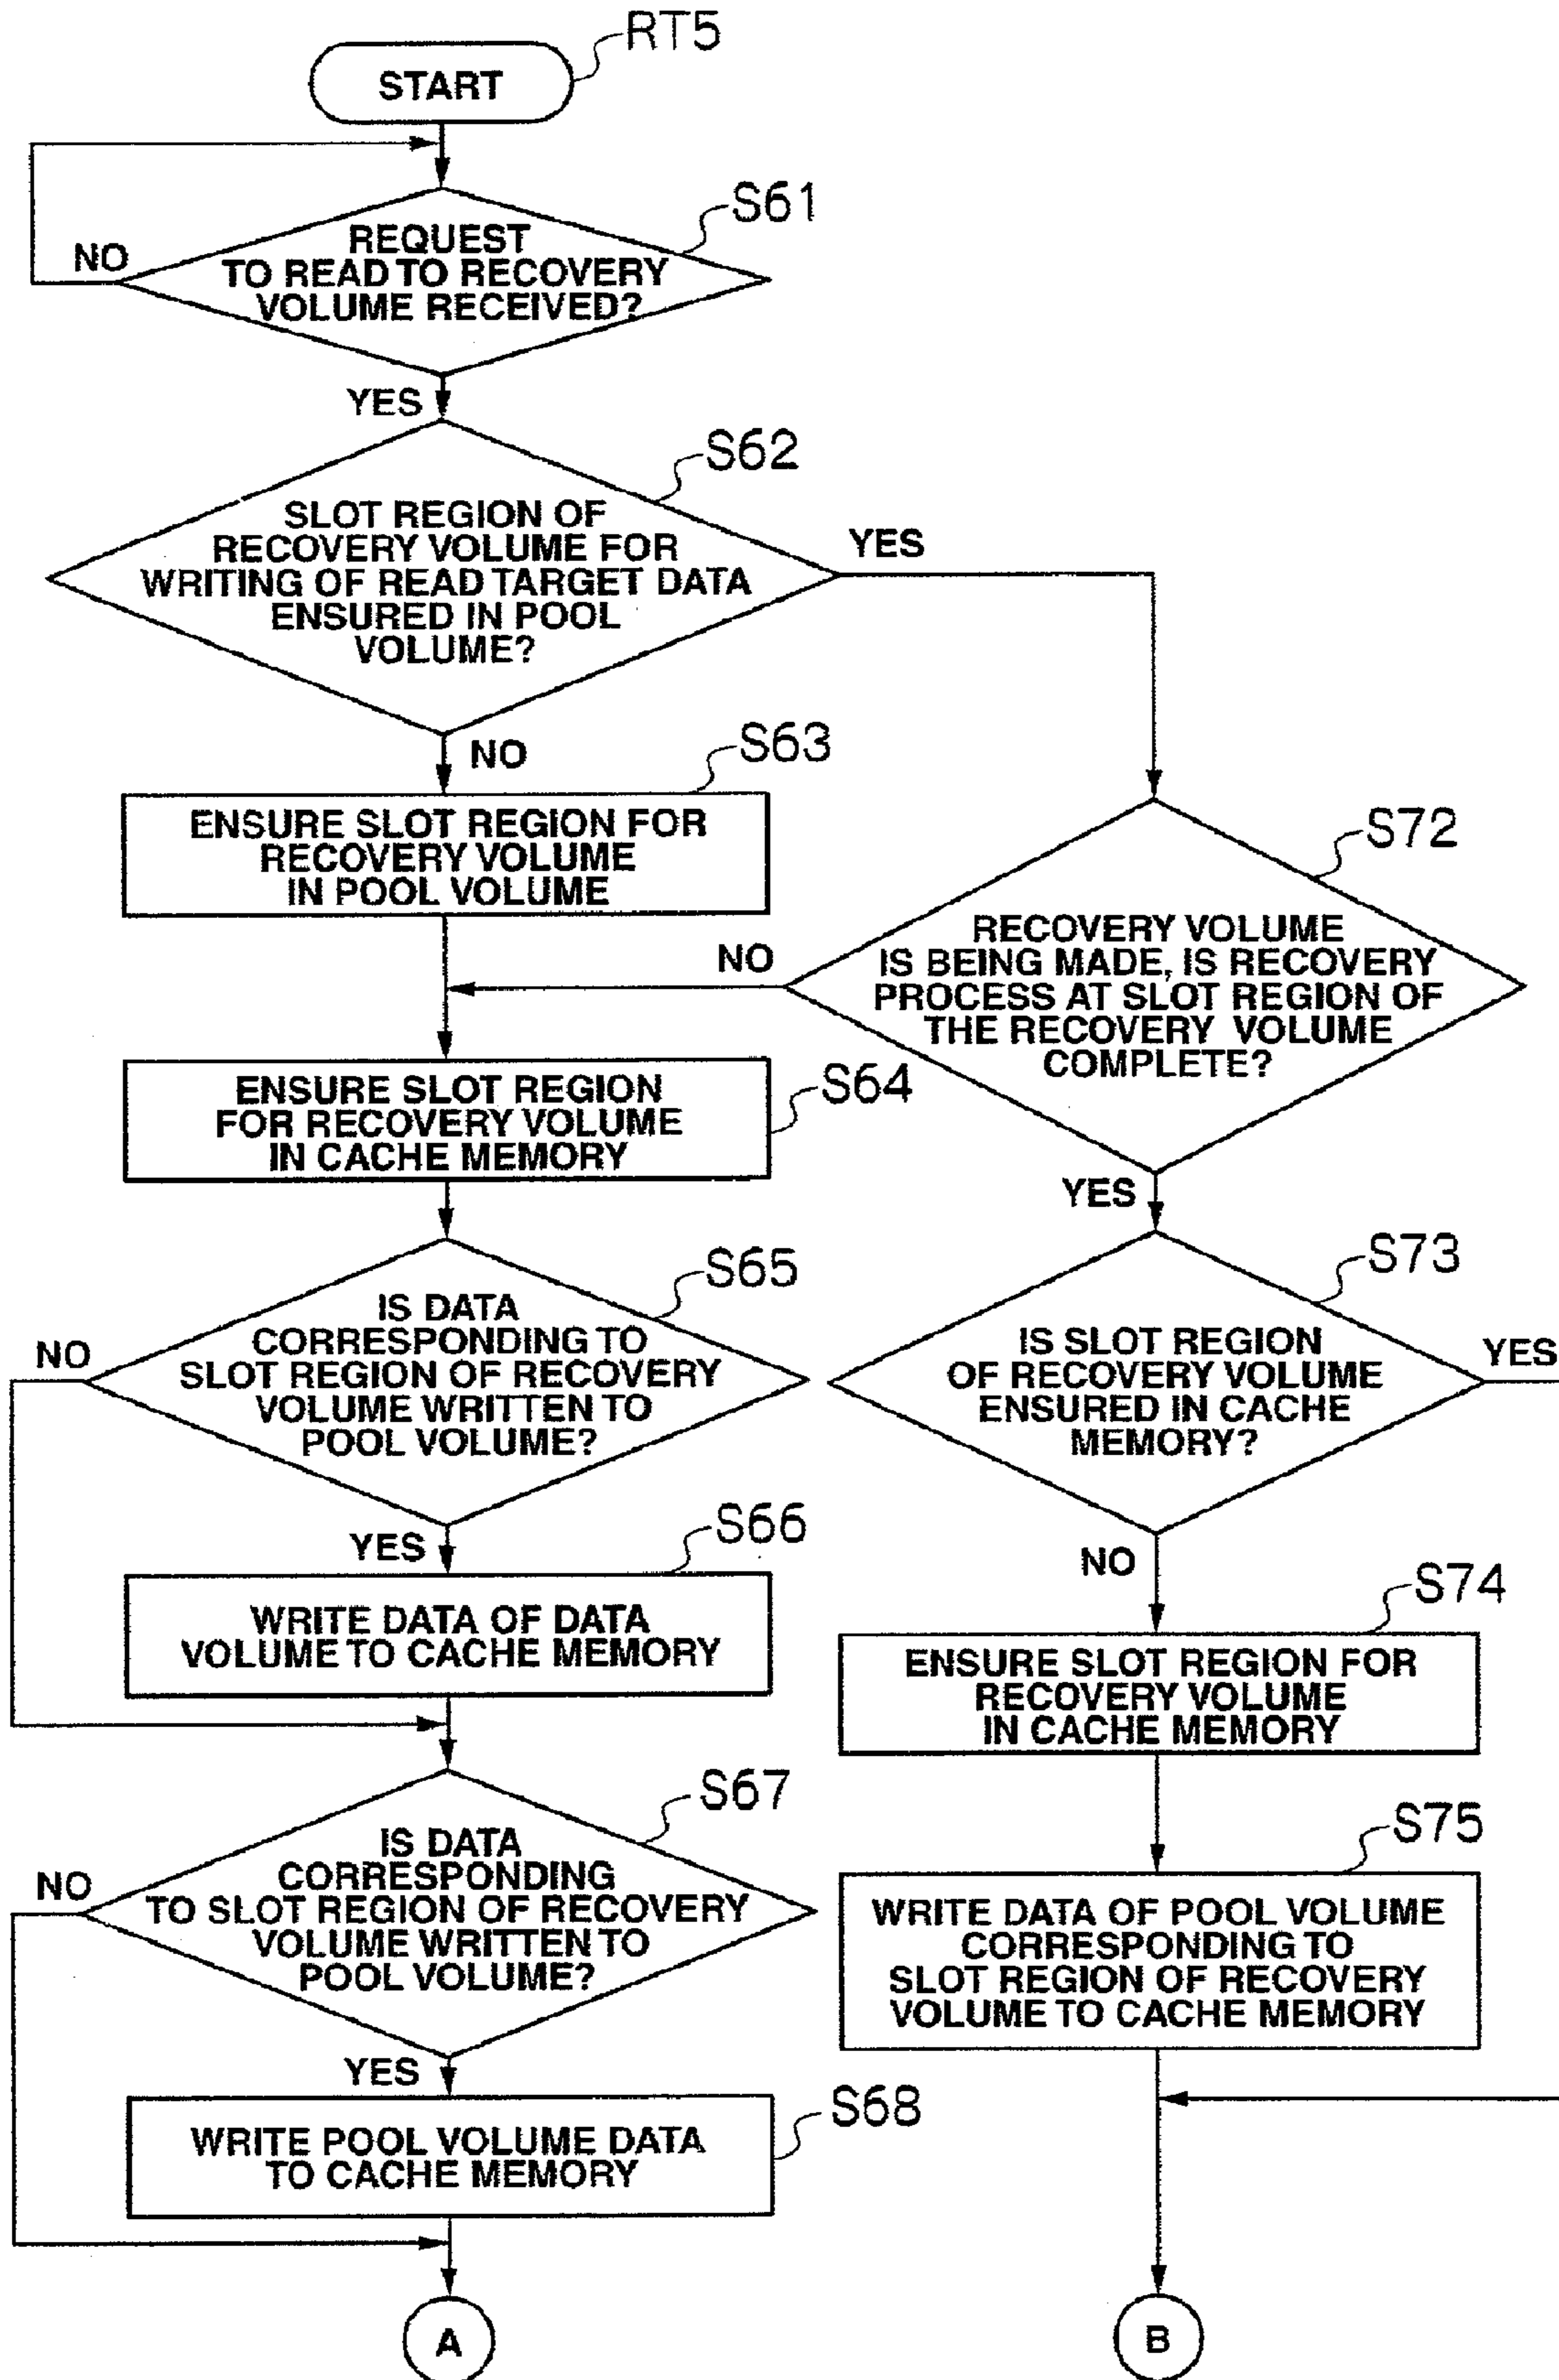 RT5
START
S61
REQUEST
TO READ TO RECOVERY
VOLUME RECEIVED?
NO
YES
S62
SLOT REGION OF
RECOVERY VOLUME FOR
WRITING OF READ TARGET DATA
ENSURED IN POOL
VOLUME?
YES
NO
S63
ENSURE SLOT REGION FOR
RECOVERY VOLUME
IN POOL VOLUME
S72
RECOVERY VOLUME
IS BEING MADE, IS RECOVERY
PROCESS AT SLOT REGION OF
THE RECOVERY VOLUME
COMPLETE?
NO
YES
S64
ENSURE SLOT REGION
FOR RECOVERY VOLUME
IN CACHE MEMORY
S65
IS DATA
CORRESPONDING TO
SLOT REGION OF RECOVERY
VOLUME WRITTEN TO
POOL VOLUME?
NO
YES
S73
IS SLOT REGION
OF RECOVERY VOLUME
ENSURED IN CACHE
MEMORY?
YES
NO
S66
WRITE DATA OF DATA
VOLUME TO CACHE MEMORY
S74
ENSURE SLOT REGION FOR
RECOVERY VOLUME
IN CACHE MEMORY
S67
IS DATA
CORRESPONDING
TO SLOT REGION OF RECOVERY
VOLUME WRITTEN TO
POOL VOLUME?
NO
YES
S75
WRITE DATA OF POOL VOLUME
CORRESPONDING TO
SLOT REGION OF RECOVERY
VOLUME TO CACHE MEMORY
S68
WRITE POOL VOLUME DATA
TO CACHE MEMORY
A
B